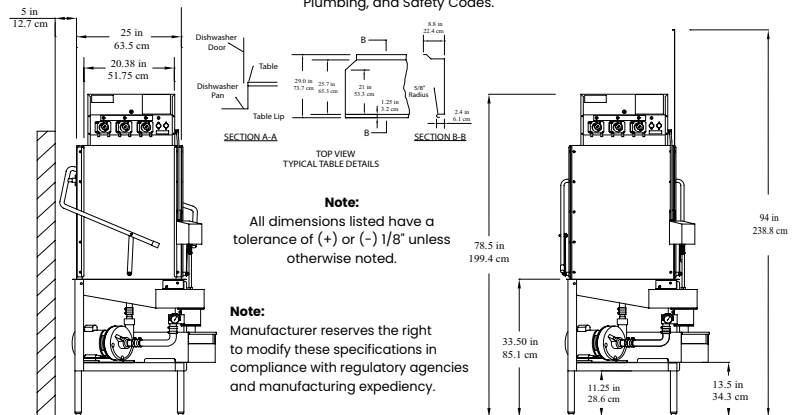 Plumbing, and Safety Codes.
5 in
12.7 cm
25 in
63.5 cm
20.38 in
51.75 cm
Dishwasher
Door
Table
Dishwasher
Pan
Table Lip
SECTION A-A
B
29.0 in
73.7 cm
25.7 in
65.3 cm
21 in
53.3 cm
1.25 in
3.2 cm
B
8.8 in
22.4 cm
5/8"
Radius
2.4 in
6.1 cm
SECTION B-B
TOP VIEW
TYPICAL TABLE DETAILS
Note:
All dimensions listed have a
tolerance of (+) or (-) 1/8" unless
otherwise noted.
Note:
Manufacturer reserves the right
to modify these specifications in
compliance with regulatory agencies
and manufacturing expediency.
78.5 in
199.4 cm
94 in
238.8 cm
33.50 in
85.1 cm
11.25 in
28.6 cm
13.5 in
34.3 cm